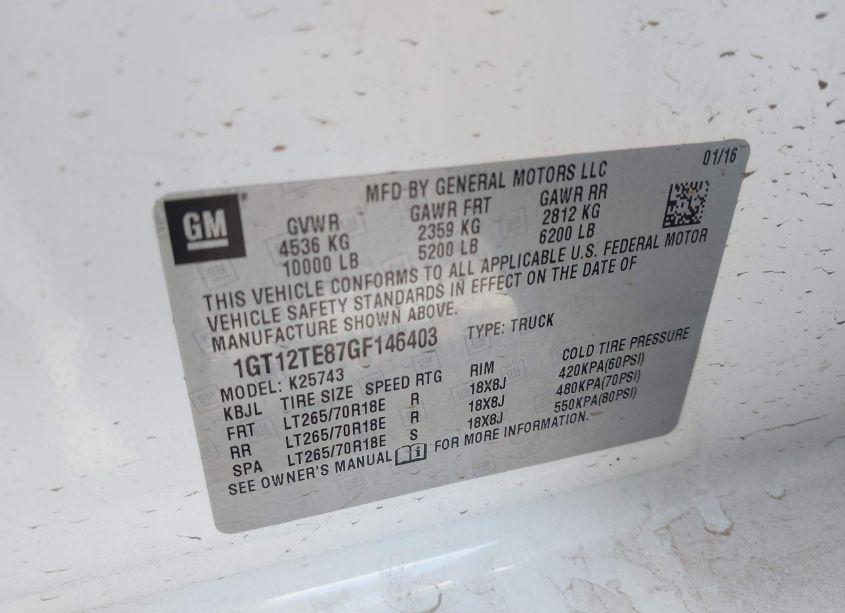 GM
MFD BY GENERAL MOTORS LLC
01/16
GVWR GAWR FRT GAWR RR
4536 KG 2359 KG 2812 KG
10000 LB 5200 LB 6200 LB
THIS VEHICLE CONFORMS TO ALL APPLICABLE U.S. FEDERAL MOTOR
VEHICLE SAFETY STANDARDS IN EFFECT ON THE DATE OF
MANUFACTURE SHOWN ABOVE.
1GT12TE87GF146403 TYPE: TRUCK
MODEL: K25743
KBJL TIRE SIZE SPEED RTG RIM COLD TIRE PRESSURE
FRT LT265/70R18E R 18X8J 420KPA(60PSI)
RR LT265/70R18E R 18X8J 480KPA(70PSI)
SPA LT265/70R18E S 18X8J 550KPA(80PSI)
SEE OWNER'S MANUAL FOR MORE INFORMATION.